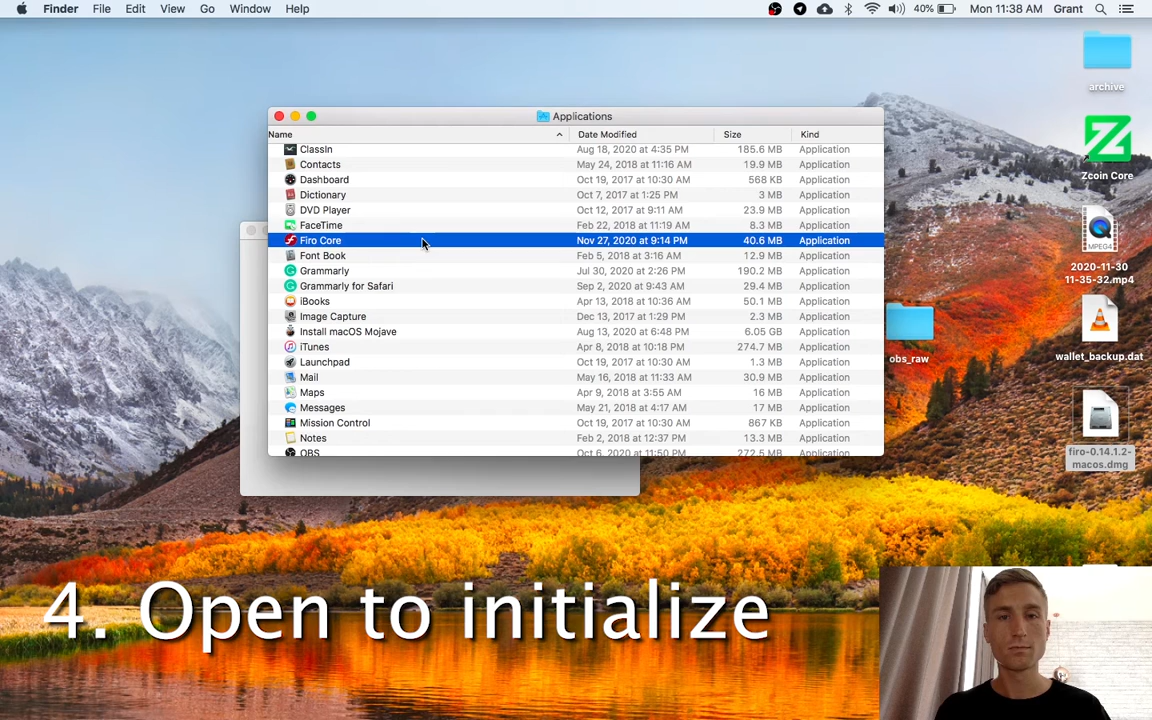 Finder File Edit View Go Window Help 40% Mon 11:38 AM Grant
archive
Zcoin Core
2020-11-30
11-35-32.mp4
MPEG4
wallet_backup.dat
obs_raw
firo-0.14.1.2-
macos.dmg
Applications
Name Date Modified Size Kind
ClassIn Aug 18, 2020 at 4:35 PM 185.6 MB Application
Contacts May 24, 2018 at 11:16 AM 19.9 MB Application
Dashboard Oct 19, 2017 at 10:30 AM 568 KB Application
Dictionary Oct 7, 2017 at 1:25 PM 3 MB Application
DVD Player Oct 12, 2017 at 9:11 AM 23.9 MB Application
FaceTime Feb 22, 2018 at 11:19 AM 8.3 MB Application
Firo Core Nov 27, 2020 at 9:14 PM 40.6 MB Application
Font Book Feb 5, 2018 at 3:16 AM 12.9 MB Application
Grammarly Jul 30, 2020 at 2:26 PM 190.2 MB Application
Grammarly for Safari Sep 2, 2020 at 9:43 AM 29.4 MB Application
iBooks Apr 13, 2018 at 10:36 AM 50.1 MB Application
Image Capture Dec 13, 2017 at 1:29 PM 2.3 MB Application
Install macOS Mojave Aug 13, 2020 at 6:48 PM 6.05 GB Application
iTunes Apr 8, 2018 at 10:18 PM 274.7 MB Application
Launchpad Oct 19, 2017 at 10:30 AM 1.3 MB Application
Mail May 16, 2018 at 11:33 AM 30.9 MB Application
Maps Apr 9, 2018 at 3:55 AM 16 MB Application
Messages May 21, 2018 at 4:17 AM 17 MB Application
Mission Control Oct 19, 2017 at 10:30 AM 867 KB Application
Notes Feb 2, 2018 at 12:37 PM 13.3 MB Application
OBS Oct 6, 2020 at 11:50 PM 272.5 MB Application
4. Open to initialize